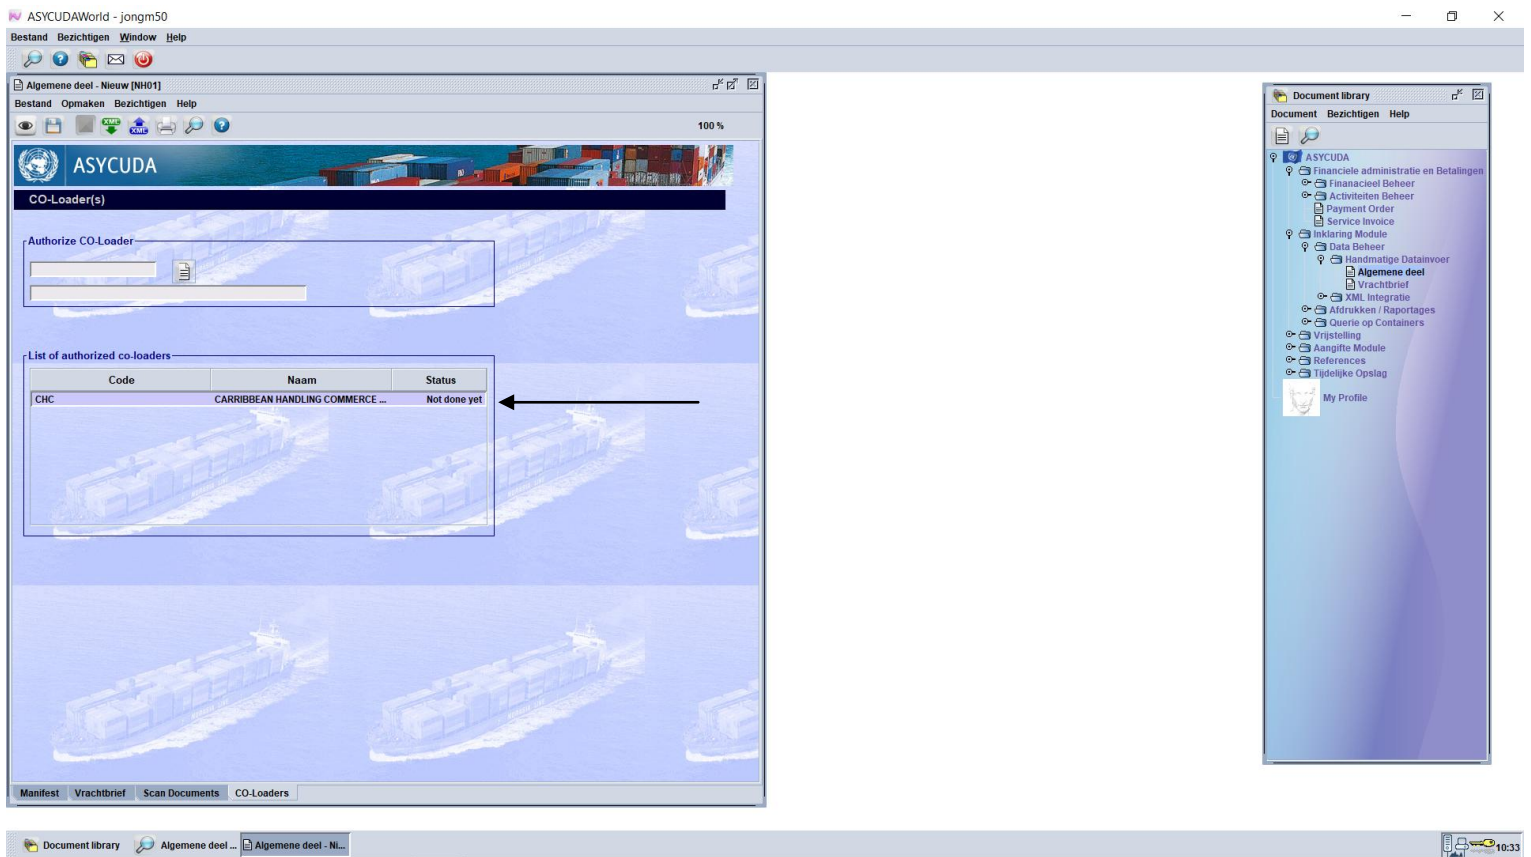 ASYCUDAWorld - jongm50
Bestand Bezichtigen Window Help
Algemene deel - Nieuw [NH01]
Bestand Opmaken Bezichtigen Help
XML XML
100 %
ASYCUDA
CO-Loader(s)
Authorize CO-Loader
List of authorized co-loaders
Code Naam Status
CHC CARRIBBEAN HANDLING COMMERCE ... Not done yet
Manifest Vrachtbrief Scan Documents CO-Loaders
Document library
Document Bezichtigen Help
ASYCUDA
Financiele administratie en Betalingen
Finanacieel Beheer
Activiteiten Beheer
Payment Order
Service Invoice
Inklaring Module
Data Beheer
Handmatige Datainvoer
Algemene deel
Vrachtbrief
XML Integratie
Afdrukken / Raportages
Querie op Containers
Vrijstelling
Aangifte Module
References
Tijdelijke Opslag
My Profile
Document library Algemene deel ... Algemene deel - Ni...
10:33